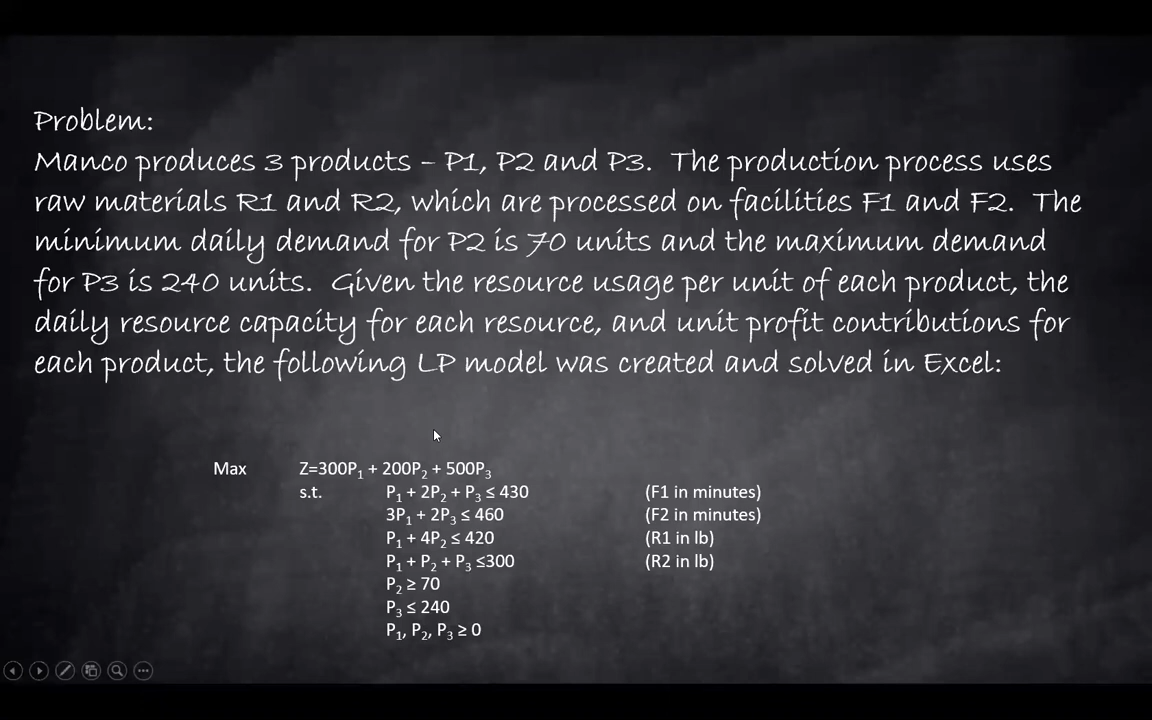 Problem:
Manco produces 3 products – P1, P2 and P3. The production process uses
raw materials R1 and R2, which are processed on facilities F1 and F2. The
minimum daily demand for P2 is 70 units and the maximum demand
for P3 is 240 units. Given the resource usage per unit of each product, the
daily resource capacity for each resource, and unit profit contributions for
each product, the following LP model was created and solved in Excel:
Max Z=300P₁ + 200P₂ + 500P₃
s.t. P₁ + 2P₂ + P₃ ≤ 430 (F1 in minutes)
3P₁ + 2P₃ ≤ 460 (F2 in minutes)
P₁ + 4P₂ ≤ 420 (R1 in lb)
P₁ + P₂ + P₃ ≤300 (R2 in lb)
P₂ ≥ 70
P₃ ≤ 240
P₁, P₂, P₃ ≥ 0